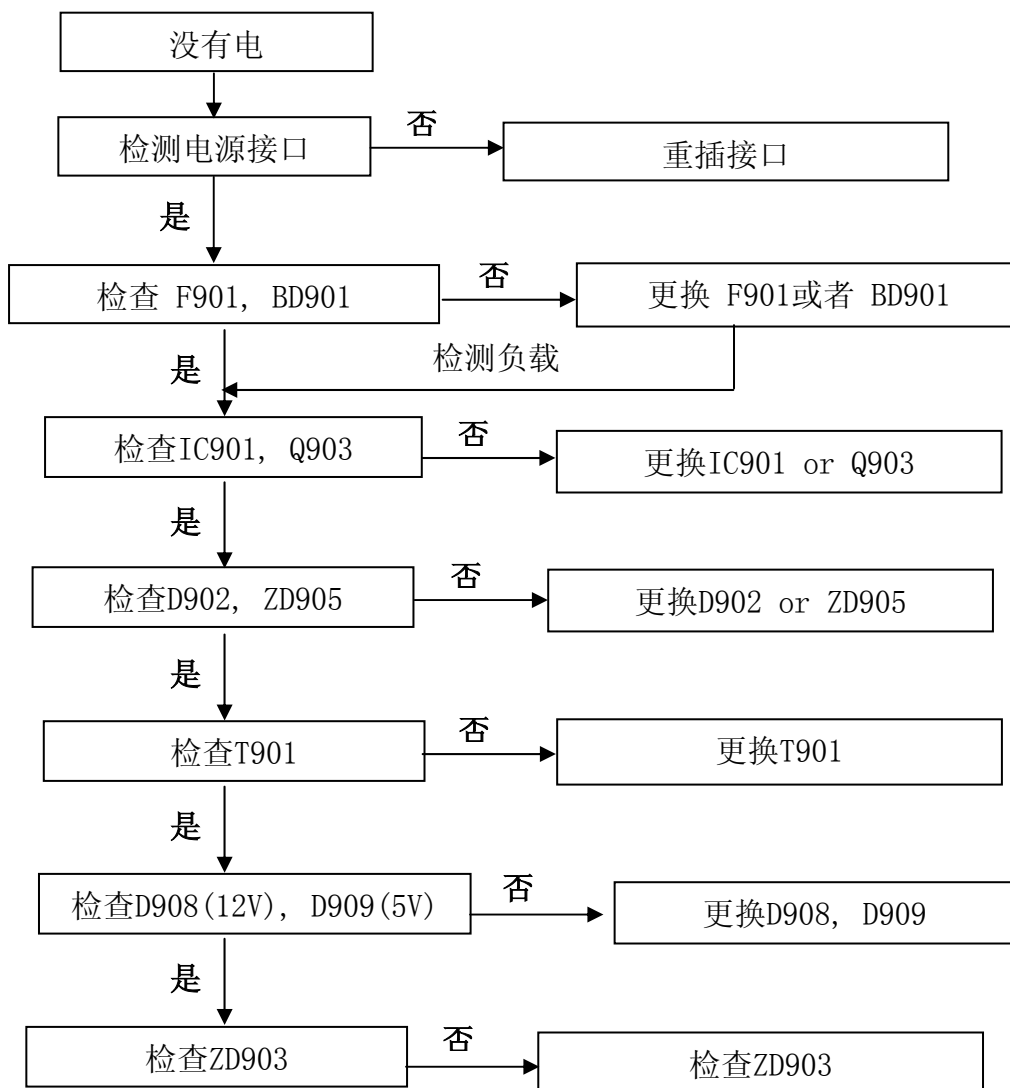 没有电
检测电源接口
否
重插接口
是
检查 F901, BD901
否
更换 F901或者 BD901
是
检测负载
检查IC901, Q903
否
更换IC901 or Q903
是
检查D902, ZD905
否
更换D902 or ZD905
是
检查T901
否
更换T901
是
检查D908(12V), D909(5V)
否
更换D908, D909
是
检查ZD903
否
检查ZD903